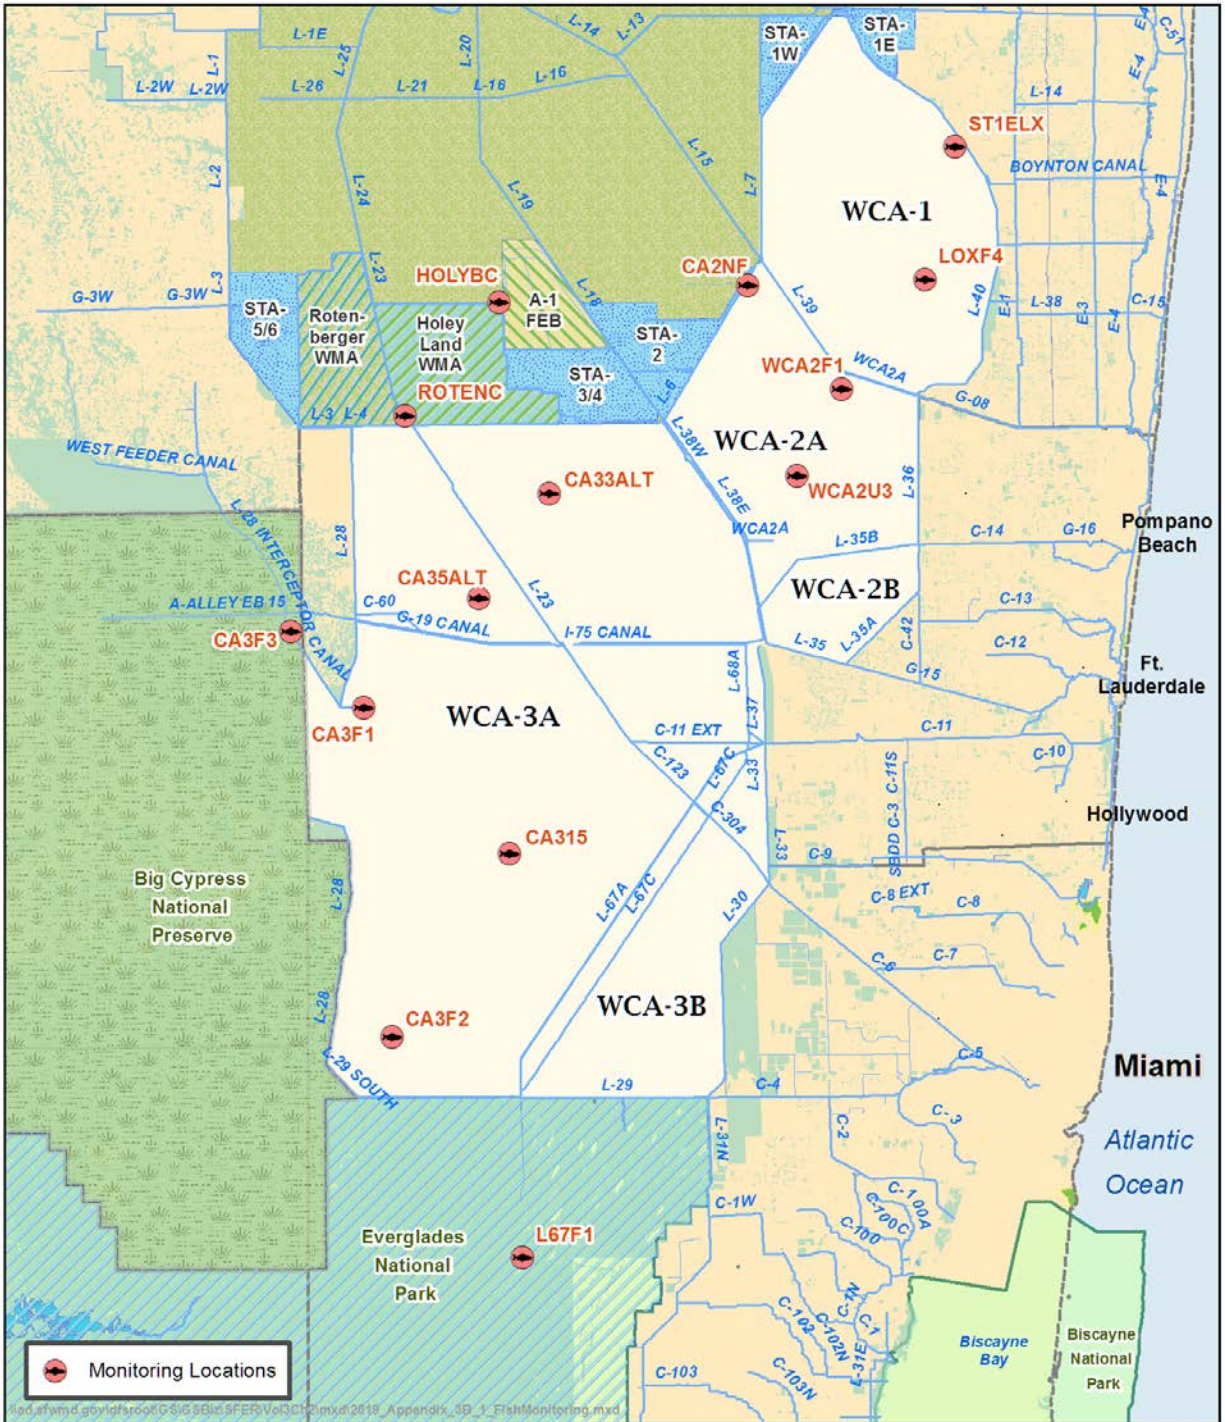 L-14
L-13
STA-
1W
STA-
1E
C-51
E-4
L-1E
L-25
L-20
L-1
L-2W
L-2W
L-26
L-21
L-16
L-16
E-4
L-14
ST1ELX
L-15
L-7
BOYNTON CANAL
E-4
L-2
L-24
L-19
WCA-1
LOXF4
CA2NF
L-23
HOLYBC
L-3
G-3W
G-3W
STA-
5/6
Roten-
berger
WMA
Holey
Land
WMA
A-1
FEB
L-18
STA-
2
L-39
L-40
E-1
L-38
E-3
E-4
C-15
STA-
3/4
L-6
WCA2F1
WCA2A
G-08
ROTENC
L-3
L-4
L-38W
WCA-2A
WEST FEEDER CANAL
CA33ALT
WCA2U3
L-36
L-38E
L-28 INTERCEPTOR CANAL
L-28
WCA2A
L-35B
C-14
G-16
Pompano
Beach
CA35ALT
L-23
WCA-2B
A-ALLEY EB 15
C-60
G-19 CANAL
I-75 CANAL
C-13
CA3F3
L-35
L-35A
C-42
C-12
G-15
Ft.
Lauderdale
L-68A
L-37
WCA-3A
CA3F1
C-11 EXT
C-11
C-10
C-123
L-67C
L-33
C-11S
SBDD C-3
C-304
Hollywood
CA315
L-33
C-9
Big Cypress
National
Preserve
L-28
L-67A
L-67C
L-30
C-8 EXT
C-8
C-6
C-7
L-28
CA3F2
WCA-3B
L-29 SOUTH
L-29
C-4
C-5
Miami
C-2
C-3
L-31N
Atlantic
Ocean
C-1W
C-100A
C-100C
C-100
Everglades
National
Park
L67F1
C-1N
C-102
C-102N
C-1
L-31E
C-103
C-103N
Biscayne
Bay
Biscayne
National
Park
Monitoring Locations